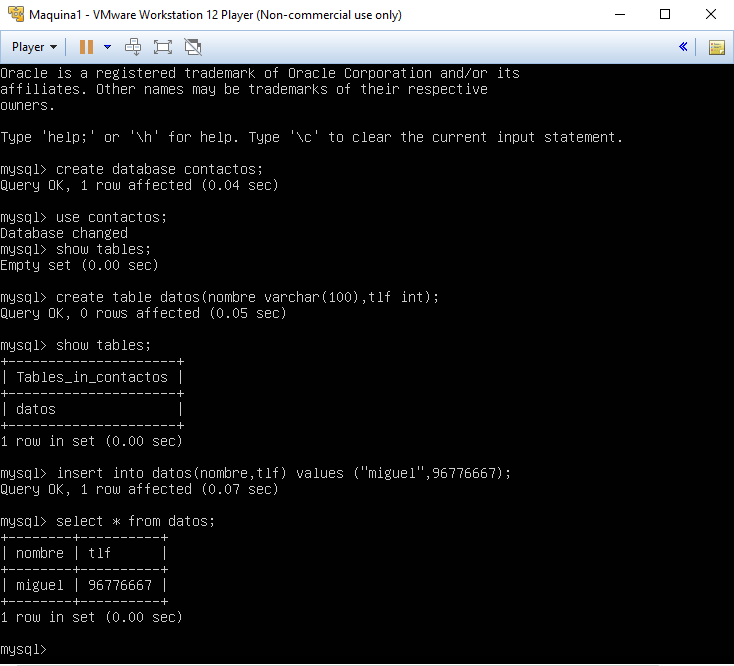 Maquina1 - VMware Workstation 12 Player (Non-commercial use only)
Player
Oracle is a registered trademark of Oracle Corporation and/or its
affiliates. Other names may be trademarks of their respective
owners.
Type 'help;' or '\h' for help. Type '\c' to clear the current input statement.
mysql> create database contactos;
Query OK, 1 row affected (0.04 sec)
mysql> use contactos;
Database changed
mysql> show tables;
Empty set (0.00 sec)
mysql> create table datos(nombre varchar(100),tlf int);
Query OK, 0 rows affected (0.05 sec)
mysql> show tables;
+---------------------+
| Tables_in_contactos |
+---------------------+
| datos               |
+---------------------+
1 row in set (0.00 sec)
mysql> insert into datos(nombre,tlf) values ("miguel",96776667);
Query OK, 1 row affected (0.07 sec)
mysql> select * from datos;
+--------+----------+
| nombre | tlf      |
+--------+----------+
| miguel | 96776667 |
+--------+----------+
1 row in set (0.00 sec)
mysql>